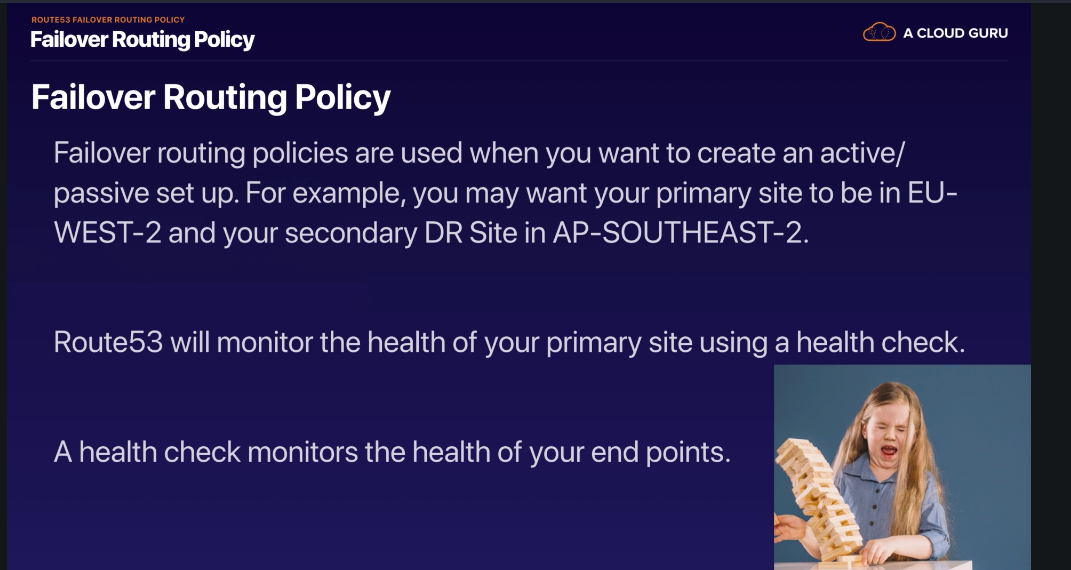 ROUTE53 FAILOVER ROUTING POLICY
Failover Routing Policy
A CLOUD GURU
Failover Routing Policy
Failover routing policies are used when you want to create an active/
passive set up. For example, you may want your primary site to be in EU-
WEST-2 and your secondary DR Site in AP-SOUTHEAST-2.
Route53 will monitor the health of your primary site using a health check.
A health check monitors the health of your end points.